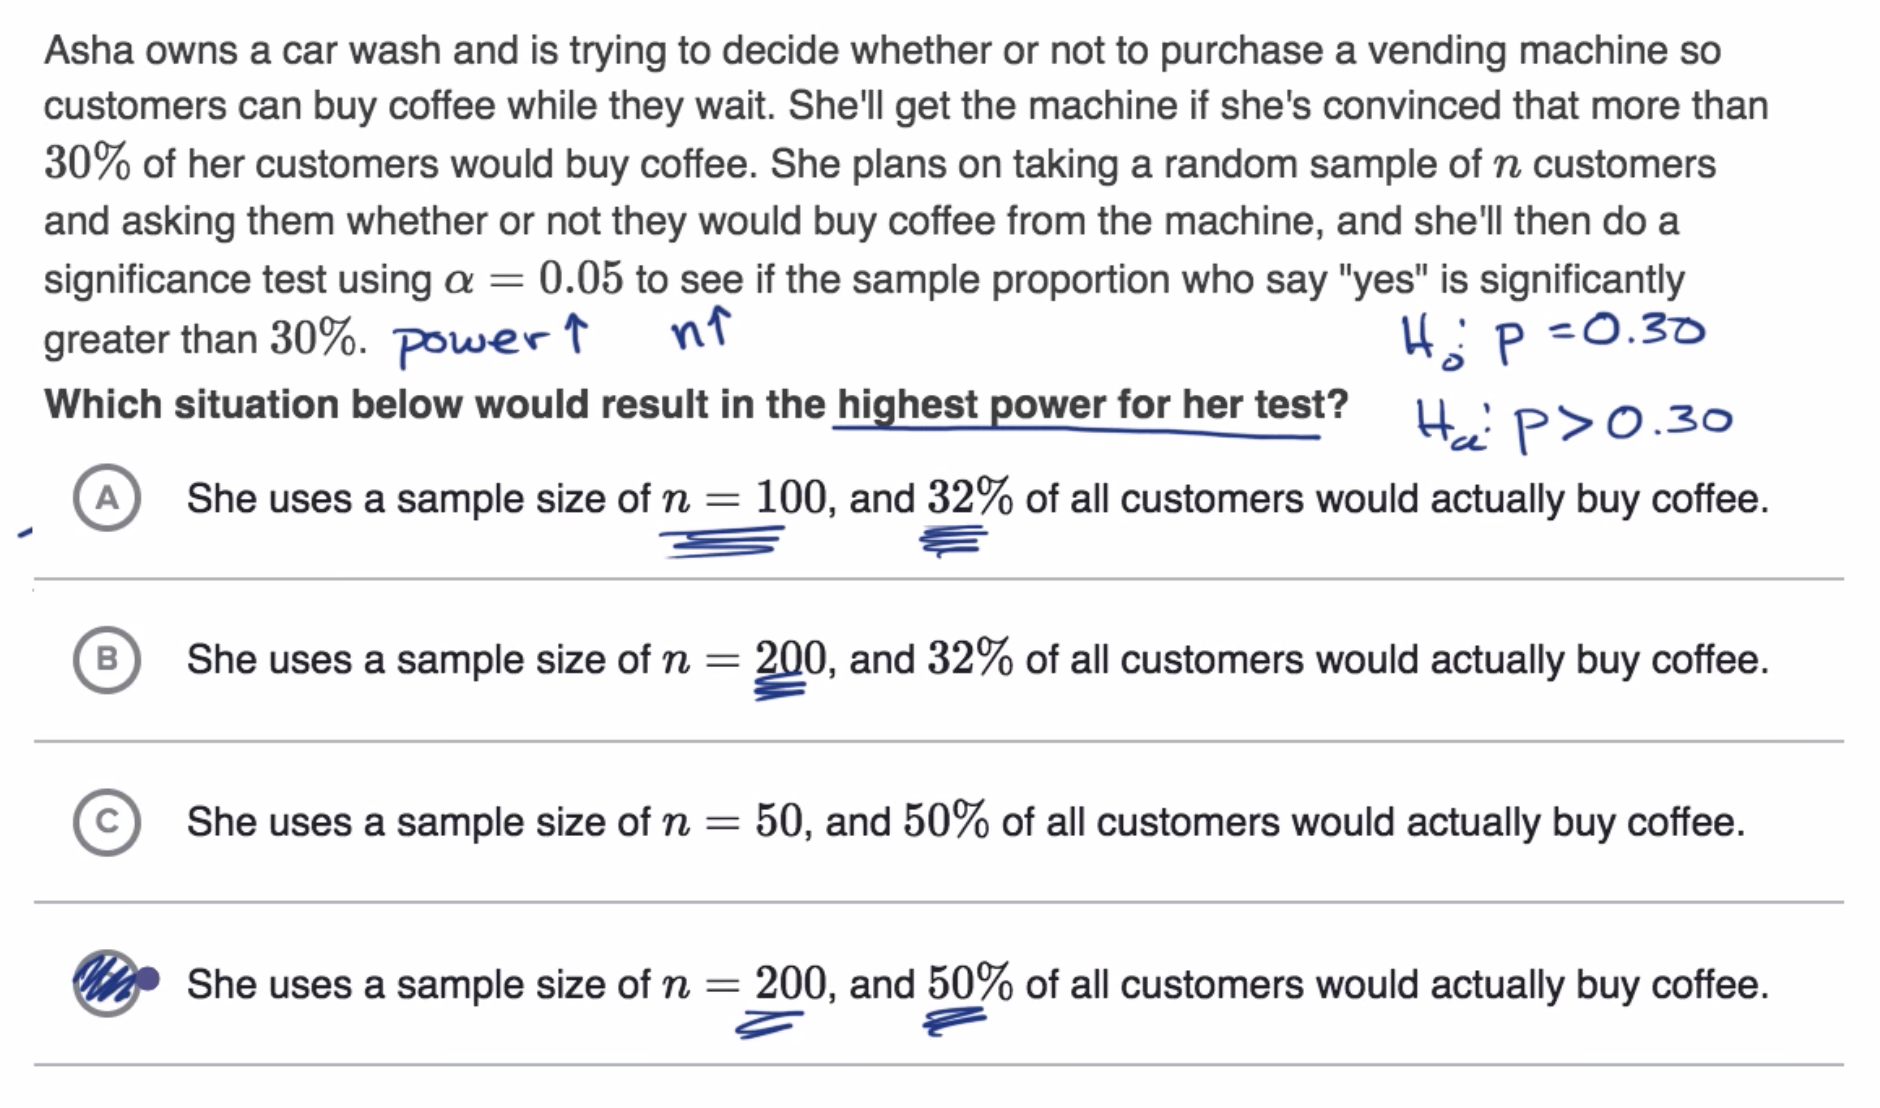 Asha owns a car wash and is trying to decide whether or not to purchase a vending machine so
customers can buy coffee while they wait. She'll get the machine if she's convinced that more than
30% of her customers would buy coffee. She plans on taking a random sample of n customers
and asking them whether or not they would buy coffee from the machine, and she'll then do a
significance test using α = 0.05 to see if the sample proportion who say "yes" is significantly
greater than 30%. power ↑ n↑ H₀: p = 0.30
Which situation below would result in the highest power for her test? Hₐ: p > 0.30
A She uses a sample size of n = 100, and 32% of all customers would actually buy coffee.
B She uses a sample size of n = 200, and 32% of all customers would actually buy coffee.
C She uses a sample size of n = 50, and 50% of all customers would actually buy coffee.
She uses a sample size of n = 200, and 50% of all customers would actually buy coffee.